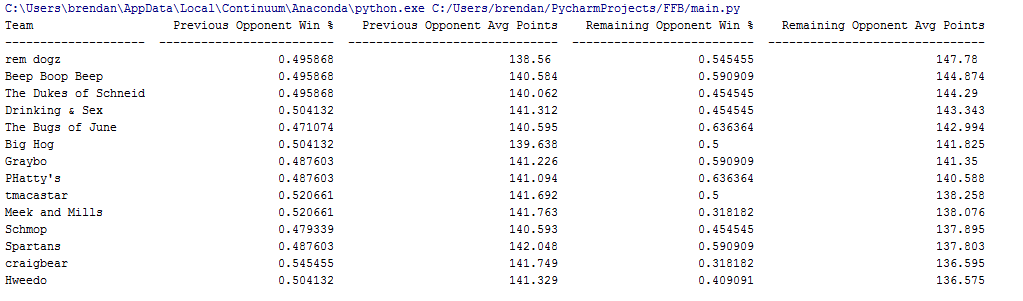 C:\Users\brendan\AppData\Local\Continuum\Anaconda\python.exe C:/Users/brendan/PycharmProjects/FFB/main.py
Team Previous Opponent Win % Previous Opponent Avg Points Remaining Opponent Win % Remaining Opponent Avg Points
-------------------- ------------------------- ------------------------------ -------------------------- -------------------------------
rem dogz 0.495868 138.56 0.545455 147.78
Beep Boop Beep 0.495868 140.584 0.590909 144.874
The Dukes of Schneid 0.495868 140.062 0.454545 144.29
Drinking & Sex 0.504132 141.312 0.454545 143.343
The Bugs of June 0.471074 140.595 0.636364 142.994
Big Hog 0.504132 139.638 0.5 141.825
Graybo 0.487603 141.226 0.590909 141.35
PHatty's 0.487603 141.094 0.636364 140.588
tmacastar 0.520661 141.692 0.5 138.258
Meek and Mills 0.520661 141.763 0.318182 138.076
Schmop 0.479339 140.593 0.454545 137.895
Spartans 0.487603 142.048 0.590909 137.803
craigbear 0.545455 141.749 0.318182 136.595
Hweedo 0.504132 141.329 0.409091 136.575